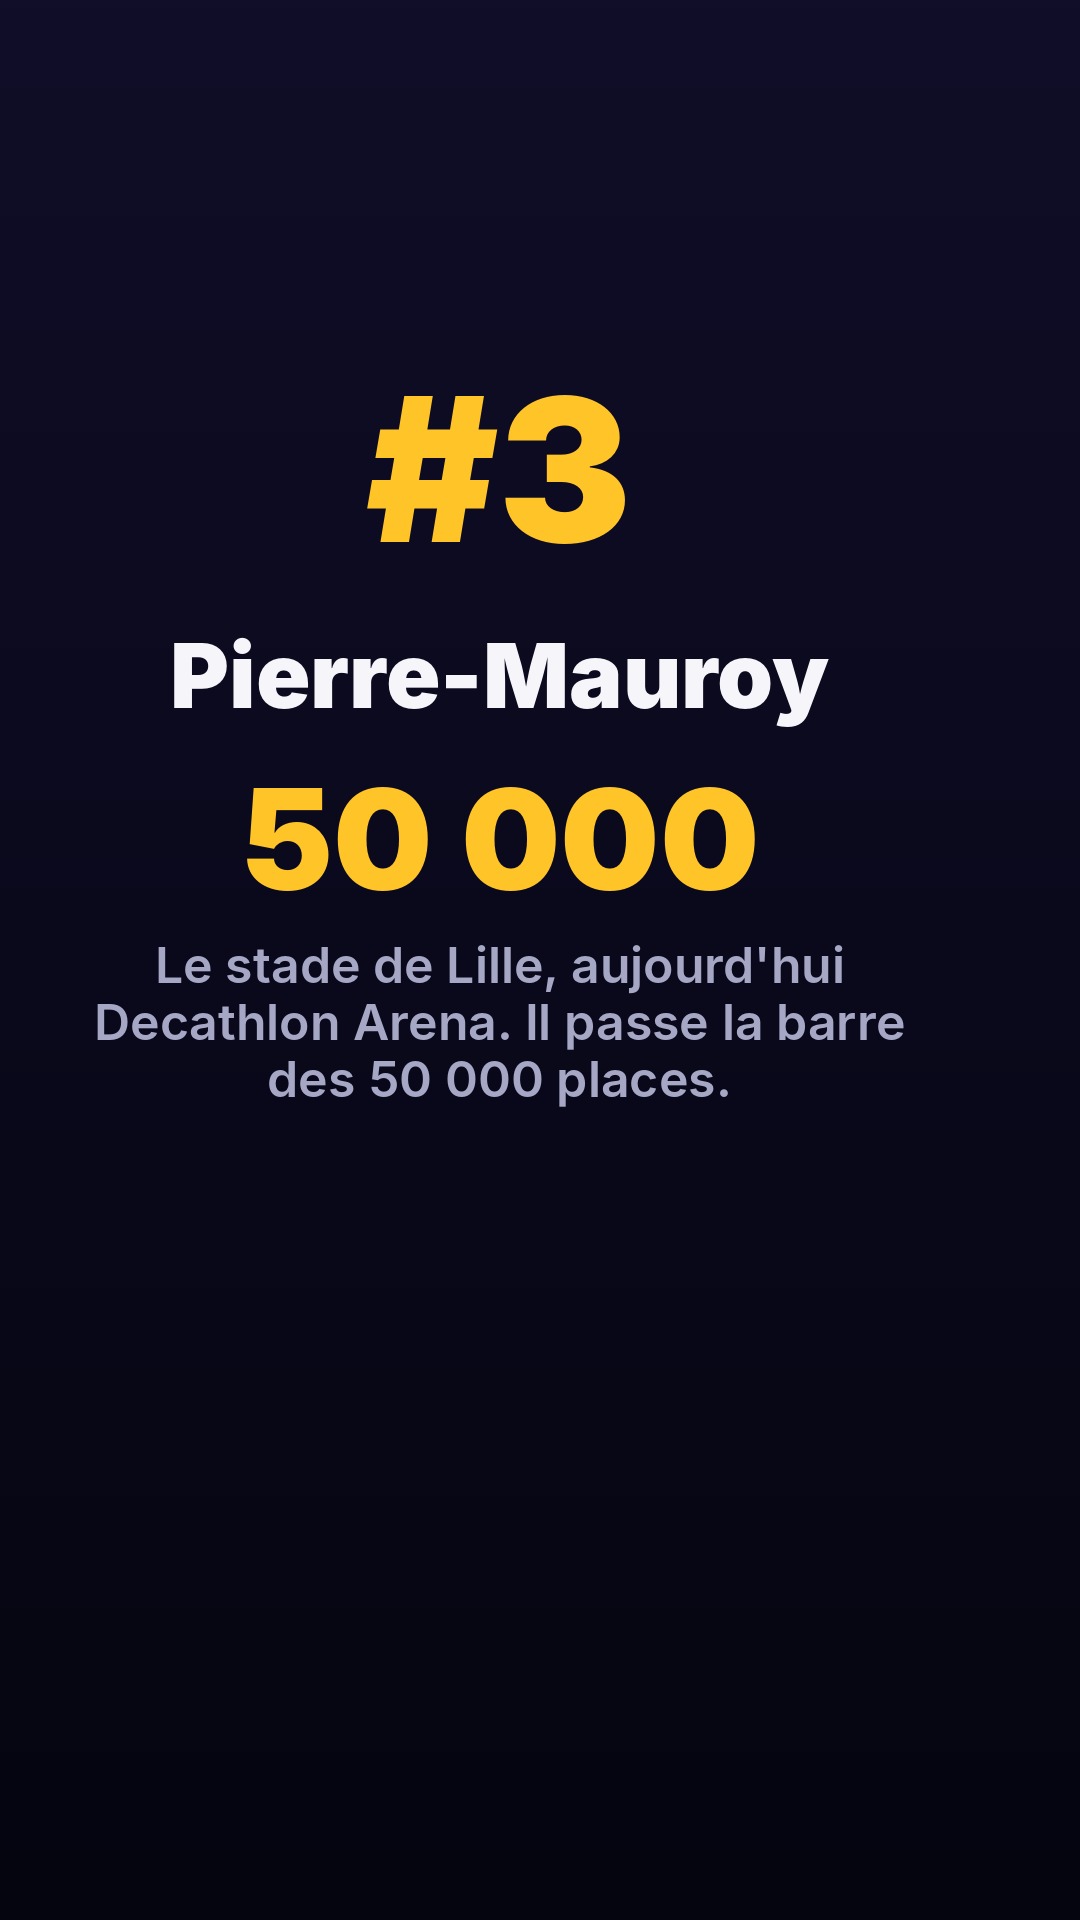 #3
Pierre-Mauroy
50 000
Le stade de Lille, aujourd'hui
Decathlon Arena. Il passe la barre
des 50 000 places.